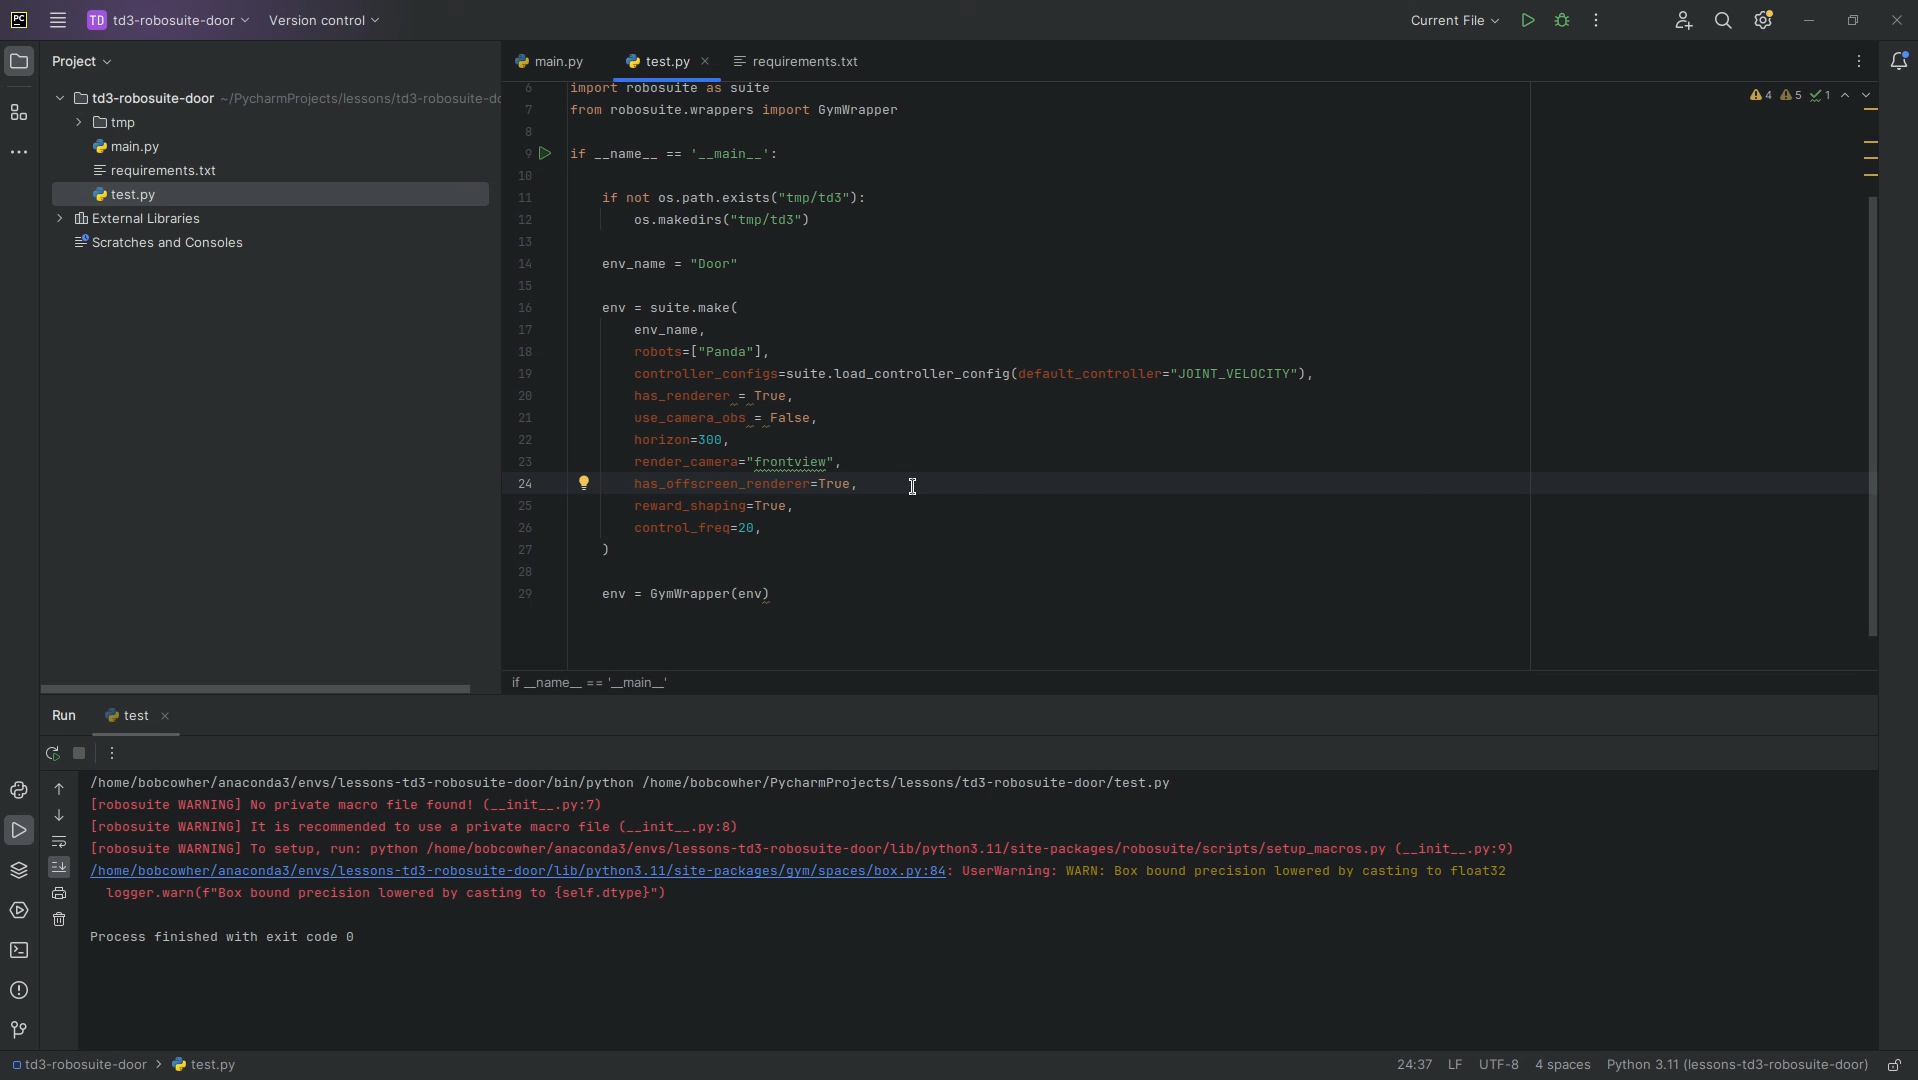 PC
TD td3-robosuite-door
Version control
Current File
Project
main.py
test.py
requirements.txt
td3-robosuite-door ~/PycharmProjects/lessons/td3-robosuite-do
tmp
main.py
requirements.txt
test.py
External Libraries
Scratches and Consoles
4 5 1
6 import robosuite as suite
7 from robosuite.wrappers import GymWrapper
8
9 if __name__ == '__main__':
10
11 if not os.path.exists("tmp/td3"):
12 os.makedirs("tmp/td3")
13
14 env_name = "Door"
15
16 env = suite.make(
17 env_name,
18 robots=["Panda"],
19 controller_configs=suite.load_controller_config(default_controller="JOINT_VELOCITY"),
20 has_renderer = True,
21 use_camera_obs = False,
22 horizon=300,
23 render_camera="frontview",
24 has_offscreen_renderer=True,
25 reward_shaping=True,
26 control_freq=20,
27 )
28
29 env = GymWrapper(env)
if __name__ == '__main__'
Run
test
/home/bobcowher/anaconda3/envs/lessons-td3-robosuite-door/bin/python /home/bobcowher/PycharmProjects/lessons/td3-robosuite-door/test.py
[robosuite WARNING] No private macro file found! (__init__.py:7)
[robosuite WARNING] It is recommended to use a private macro file (__init__.py:8)
[robosuite WARNING] To setup, run: python /home/bobcowher/anaconda3/envs/lessons-td3-robosuite-door/lib/python3.11/site-packages/robosuite/scripts/setup_macros.py (__init__.py:9)
/home/bobcowher/anaconda3/envs/lessons-td3-robosuite-door/lib/python3.11/site-packages/gym/spaces/box.py:84: UserWarning: WARN: Box bound precision lowered by casting to float32
logger.warn(f"Box bound precision lowered by casting to {self.dtype}")
Process finished with exit code 0
td3-robosuite-door > test.py
24:37 LF UTF-8 4 spaces Python 3.11 (lessons-td3-robosuite-door)